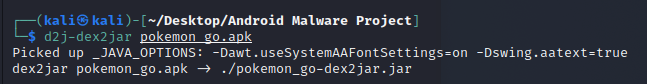 ┌──(kali㉿kali)-[~/Desktop/Android Malware Project]
└─$ d2j-dex2jar pokemon_go.apk
Picked up _JAVA_OPTIONS: -Dawt.useSystemAAFontSettings=on -Dswing.aatext=true
dex2jar pokemon_go.apk → ./pokemon_go-dex2jar.jar